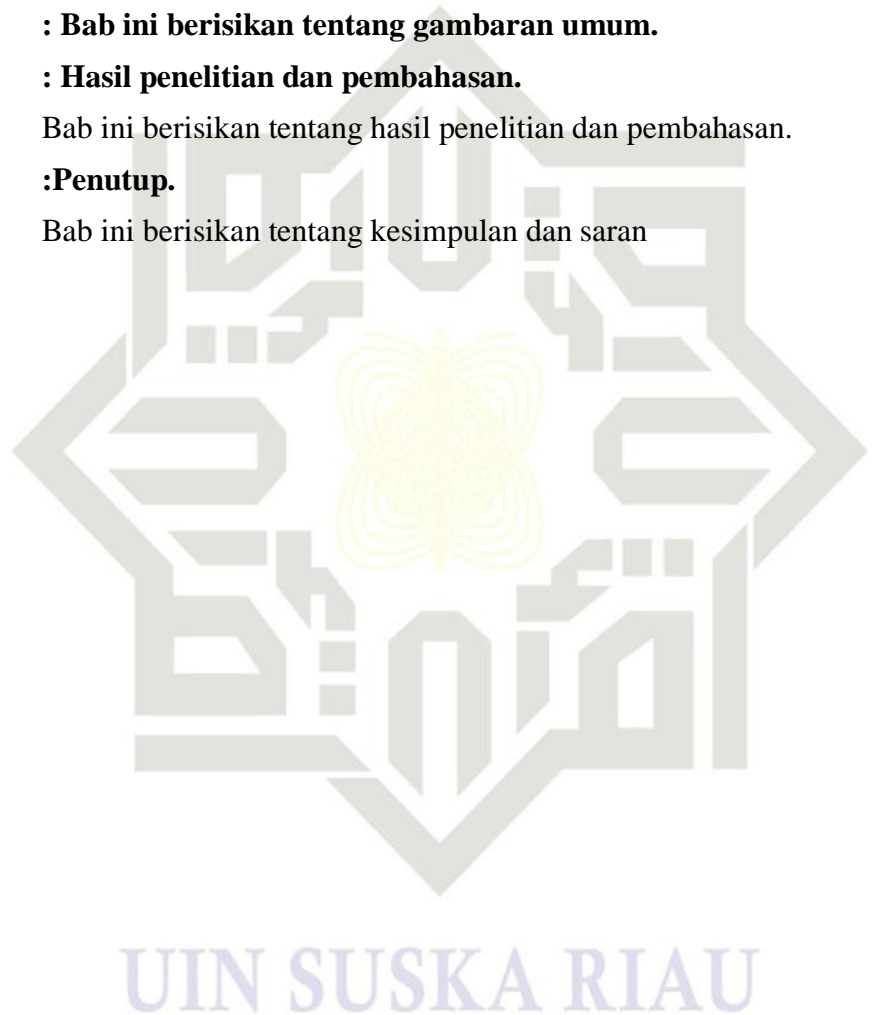 : Bab ini berisikan tentang gambaran umum.
: Hasil penelitian dan pembahasan.
Bab ini berisikan tentang hasil penelitian dan pembahasan.
:Penutup.
Bab ini berisikan tentang kesimpulan dan saran
UIN SUSKA RIAU